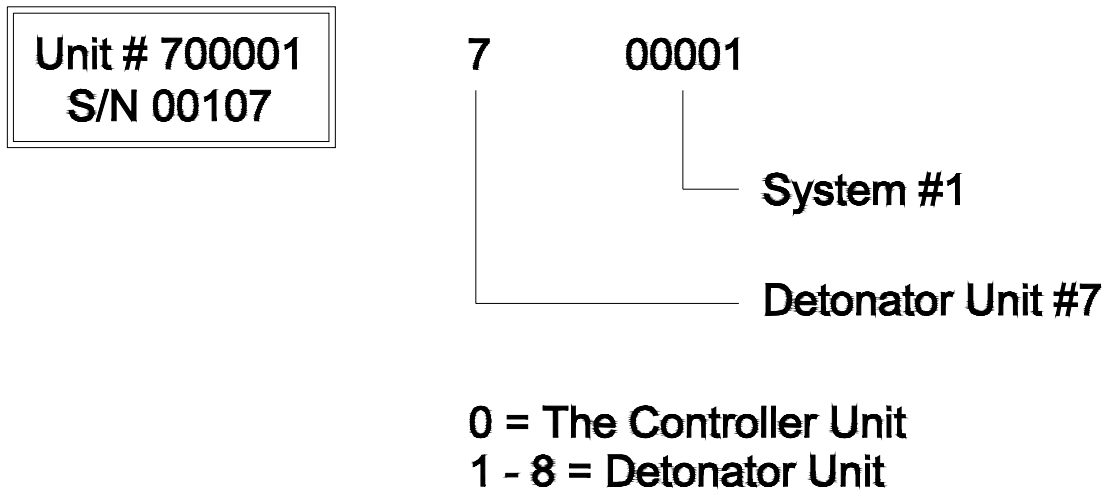 Unit # 700001
S/N 00107
7 00001
System #1
Detonator Unit #7
0 = The Controller Unit
1 - 8 = Detonator Unit